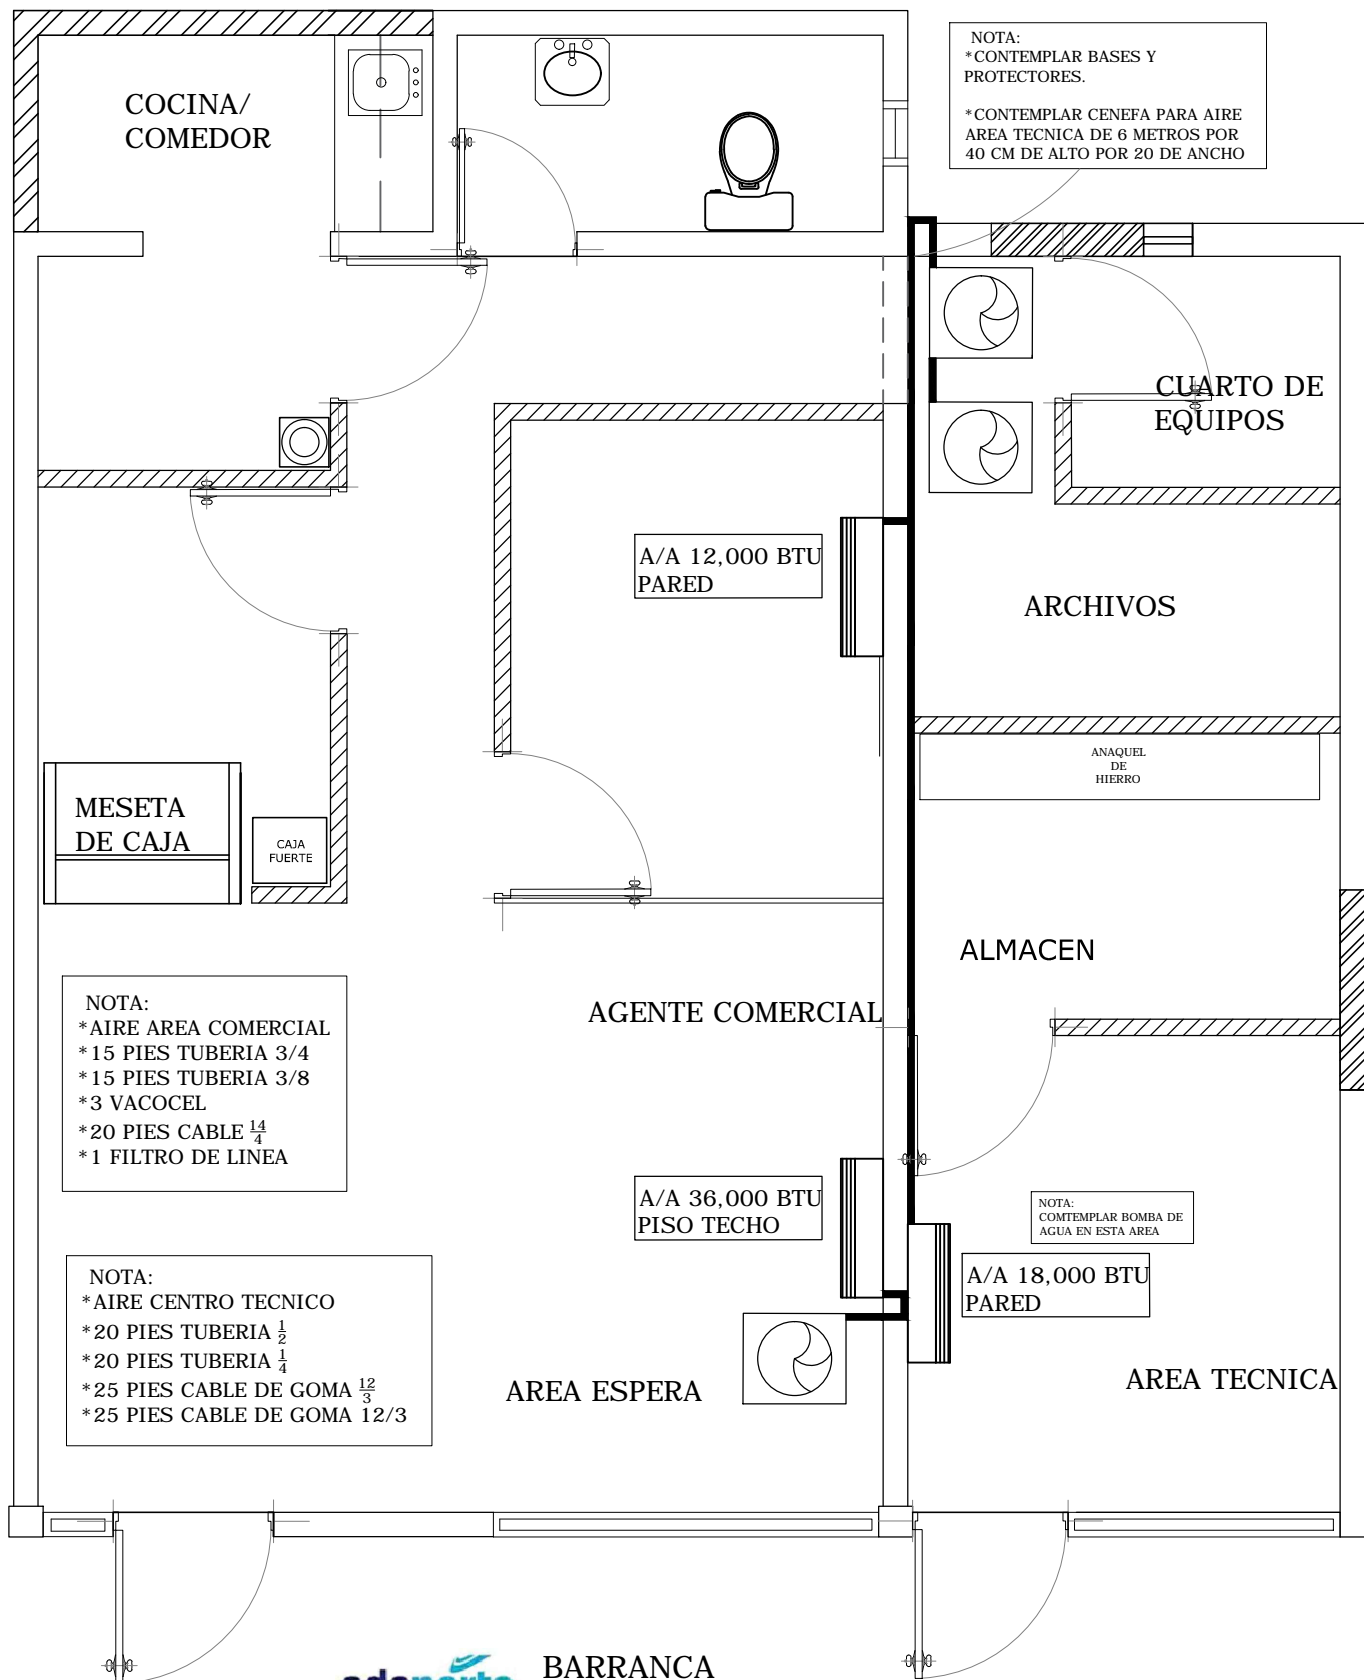 NOTA:
*CONTEMPLAR BASES Y
PROTECTORES.
*CONTEMPLAR CENEFA PARA AIRE
AREA TECNICA DE 6 METROS POR
40 CM DE ALTO POR 20 DE ANCHO
COCINA/
COMEDOR
CUARTO DE
EQUIPOS
A/A 12,000 BTU
PARED
ARCHIVOS
ANAQUEL
DE
HIERRO
MESETA
DE CAJA
CAJA
FUERTE
ALMACEN
NOTA:
*AIRE AREA COMERCIAL
*15 PIES TUBERIA 3/4
*15 PIES TUBERIA 3/8
*3 VACOCEL
*20 PIES CABLE 14/4
*1 FILTRO DE LINEA
AGENTE COMERCIAL
A/A 36,000 BTU
PISO TECHO
NOTA:
COMTEMPLAR BOMBA DE
AGUA EN ESTA AREA
A/A 18,000 BTU
PARED
NOTA:
*AIRE CENTRO TECNICO
*20 PIES TUBERIA 1/2
*20 PIES TUBERIA 1/4
*25 PIES CABLE DE GOMA 12/3
*25 PIES CABLE DE GOMA 12/3
AREA ESPERA
AREA TECNICA
BARRANCA